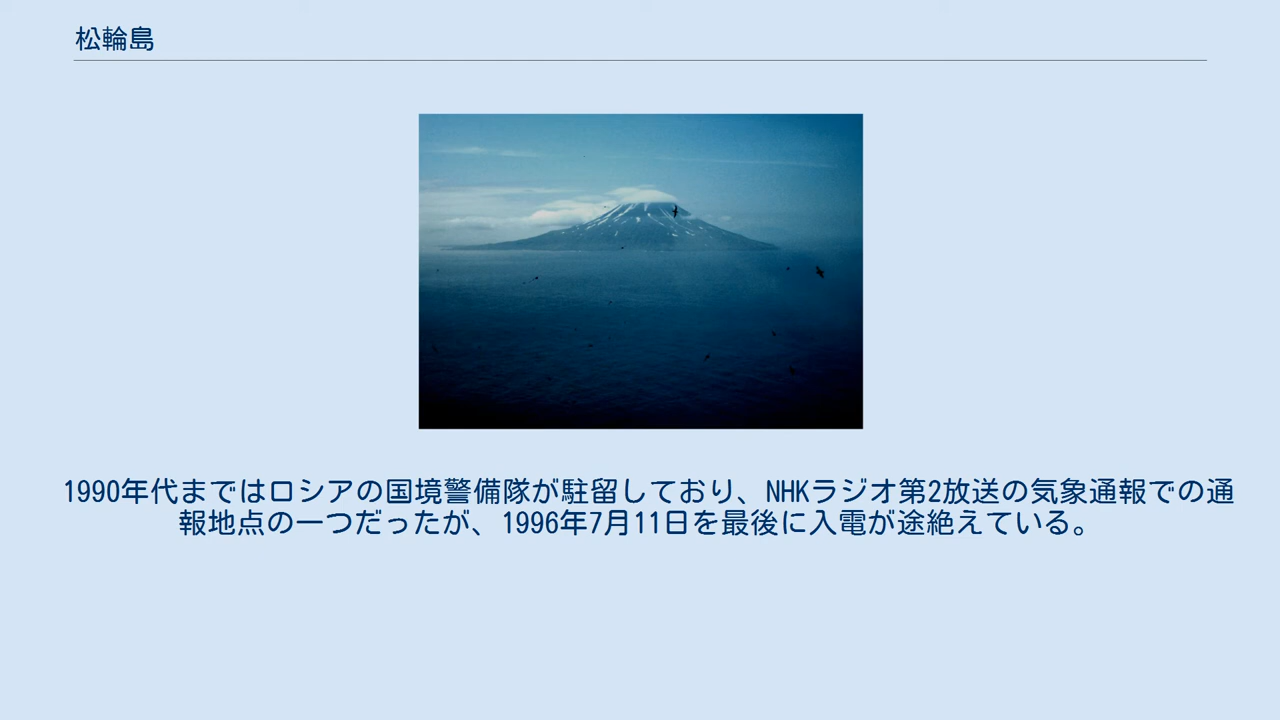 松輪島
1990年代まではロシアの国境警備隊が駐留しており、NHKラジオ第2放送の気象通報での通
報地点の一つだったが、1996年7月11日を最後に入電が途絶えている。